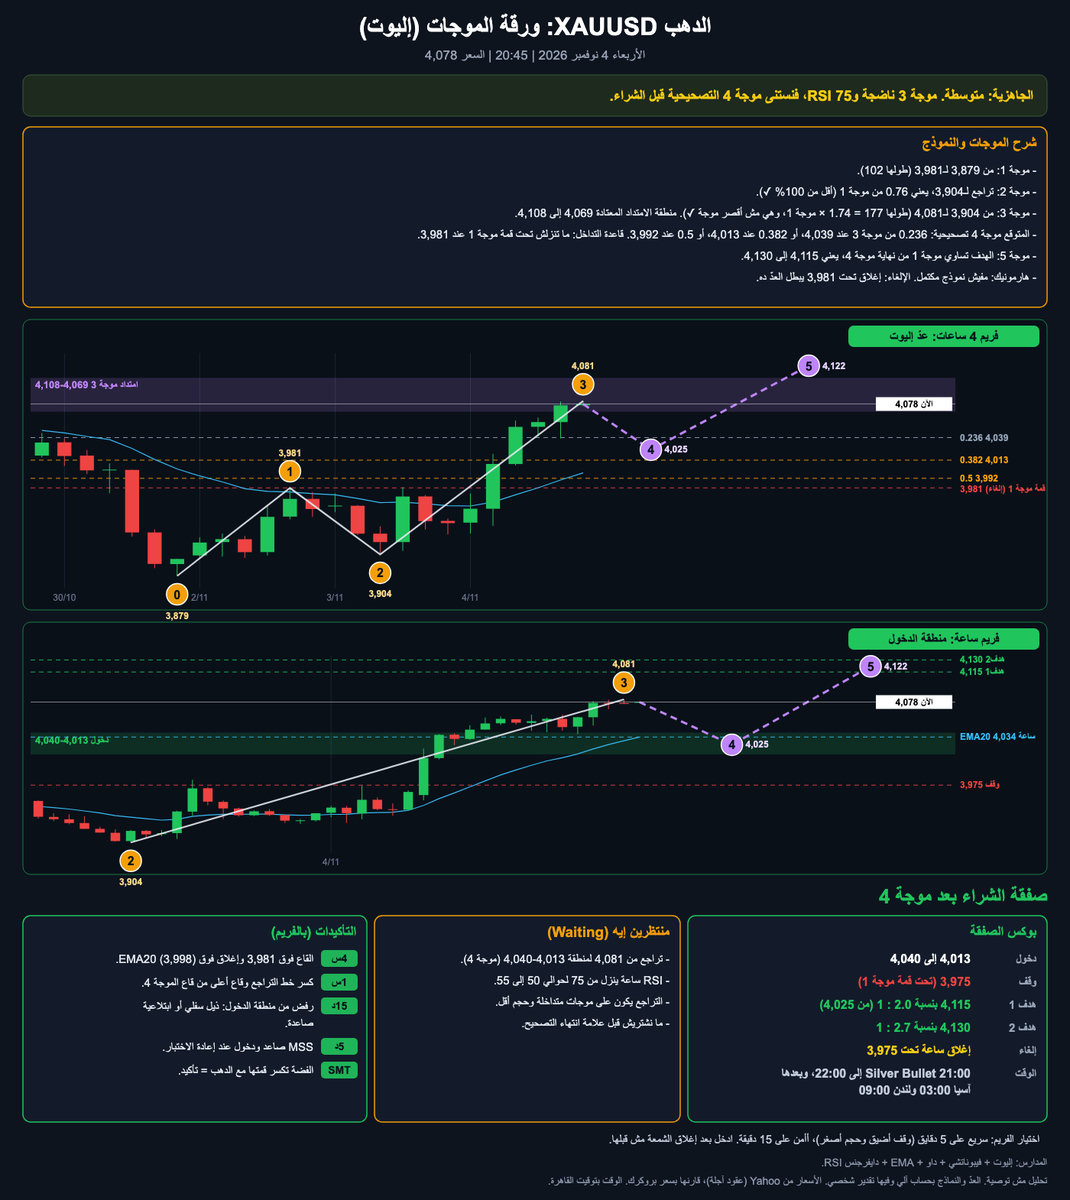 الدهب XAUUSD: ورقة الموجات (إليوت)
الأربعاء 4 نوفمبر 2026 | 20:45 | السعر 4,078
الجاهزية: متوسطة. موجة 3 ناضجة وRSI 75، فنستنى موجة 4 التصحيحية قبل الشراء.
شرح الموجات والنموذج
- موجة 1: من 3,879 لـ3,981 (طولها 102).
- موجة 2: تراجع لـ3,904، يعني 0.76 من موجة 1 (أقل من 100% ✓).
- موجة 3: من 3,904 لـ4,081 (طولها 177 = 1.74 × موجة 1، وهي مش أقصر موجة ✓). منطقة الامتداد المعتادة 4,069 إلى 4,108.
- المتوقع موجة 4 تصحيحية: 0.236 من موجة 3 عند 4,039، أو 0.382 عند 4,013، أو 0.5 عند 3,992. قاعدة التداخل: ما تنزلش تحت قمة موجة 1 عند 3,981.
- موجة 5: الهدف تساوي موجة 1 من نهاية موجة 4، يعني 4,115 إلى 4,130.
- هارمونيك: مفيش نموذج مكتمل. الإلغاء: إغلاق تحت 3,981 يبطل العدّ ده.
فريم 4 ساعات: عدّ إليوت
امتداد موجة 3 4,069-4,108
4,081
3
5
4,122
الآن 4,078
0.236 4,039
4
4,025
0.382 4,013
3,981
1
0.5 3,992
قمة موجة 1 (إلغاء) 3,981
2
3,904
0
3,879
30/10
2/11
3/11
4/11
فريم ساعة: منطقة الدخول
هدف2 4,130
هدف1 4,115
4,081
3
5
4,122
الآن 4,078
دخول 4,013-4,040
ساعة EMA20 4,034
4
4,025
وقف 3,975
2
3,904
4/11
صفقة الشراء بعد موجة 4
بوكس الصفقة
دخول
4,013 إلى 4,040
وقف
3,975 (تحت قمة موجة 1)
هدف 1
4,115 بنسبة 2.0 : 1 (من 4,025)
هدف 2
4,130 بنسبة 2.7 : 1
إلغاء
إغلاق ساعة تحت 3,975
الوقت
Silver Bullet 21:00 إلى 22:00، وبعدها
آسيا 03:00 ولندن 09:00
منتظرين إيه (Waiting)
- تراجع من 4,081 لمنطقة 4,013-4,040 (موجة 4).
- RSI ساعة ينزل من 75 لحوالي 50 إلى 55.
- التراجع يكون على موجات متداخلة وحجم أقل.
- ما نشتريش قبل علامة انتهاء التصحيح.
التأكيدات (بالفريم)
4س
القاع فوق 3,981 وإغلاق فوق EMA20 (3,998).
1س
كسر خط التراجع وقاع أعلى من قاع الموجة 4.
15د
رفض من منطقة الدخول: ذيل سفلي أو ابتلاعية
صاعدة.
5د
MSS صاعد ودخول عند إعادة الاختبار.
SMT
الفضة تكسر قمتها مع الدهب = تأكيد.
اختيار الفريم: سريع على 5 دقايق (وقف أضيق وحجم أصغر)، أأمن على 15 دقيقة. ادخل بعد إغلاق الشمعة مش قبلها.
المدارس: إليوت + فيبوناتشي + داو + EMA + دايفرجنس RSI.
تحليل مش توصية. العدّ والنماذج بحساب آلي وفيها تقدير شخصي. الأسعار من Yahoo (عقود آجلة)، قارنها بسعر بروكرك. الوقت بتوقيت القاهرة.